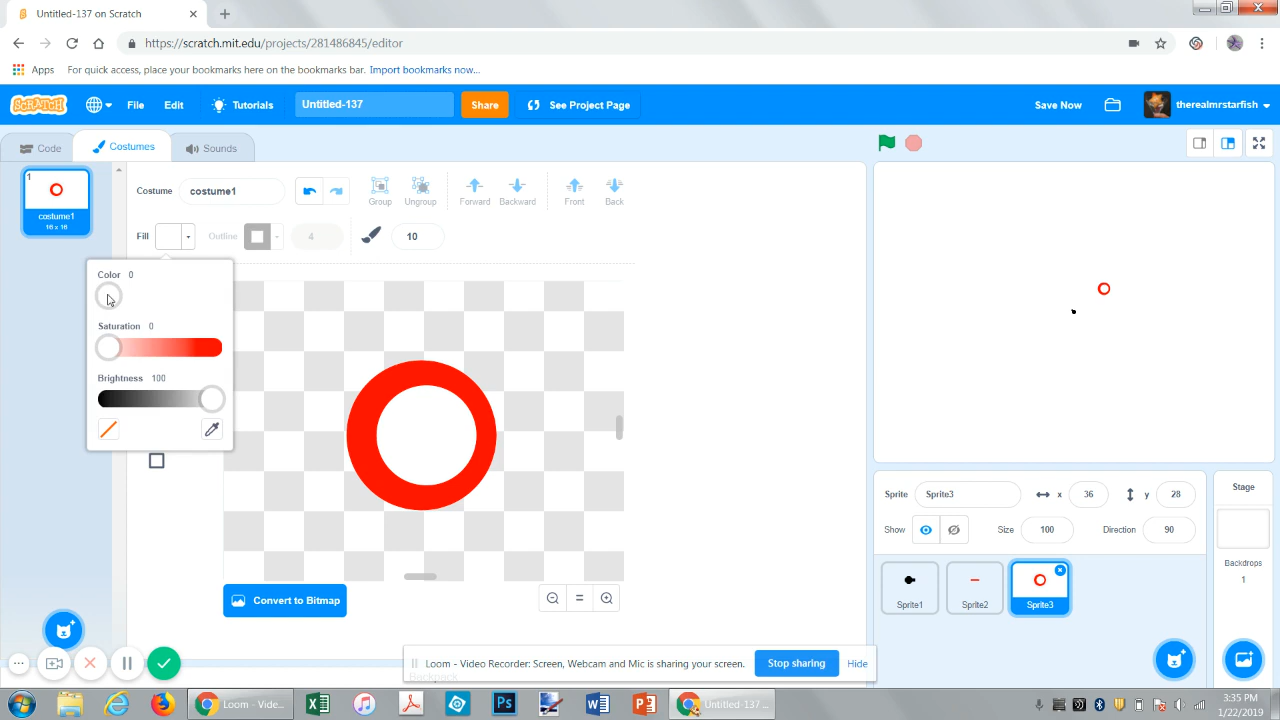 Untitled-137 on Scratch
https://scratch.mit.edu/projects/281486845/editor
Apps For quick access, place your bookmarks here on the bookmarks bar. Import bookmarks now...
SCRATCH File Edit Tutorials Untitled-137 Share See Project Page Save Now therealmrstarfish
Code Costumes Sounds
1
costume1
16 x 16
Costume costume1 Group Ungroup Forward Backward Front Back
Fill Outline 4 10
Color 0
Saturation 0
Brightness 100
Convert to Bitmap
Sprite Sprite3 x 36 y 28
Show Size 100 Direction 90
Sprite1 Sprite2 Sprite3
Stage
Backdrops
1
Loom - Video Recorder: Screen, Webcam and Mic is sharing your screen. Stop sharing Hide
Backpack
Loom - Vide... Untitled-137 ...
3:35 PM
1/22/2019